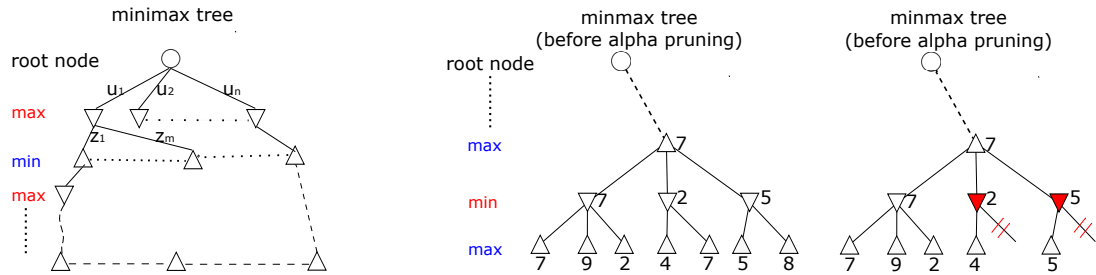 minimax tree
root node
u1 u2 un
max
z1 zm
min
max
minmax tree
(before alpha pruning)
root node
max
7
min
7 2 5
max
7 9 2 4 7 5 8
minmax tree
(before alpha pruning)
7
7 2 5
7 9 2 4 5